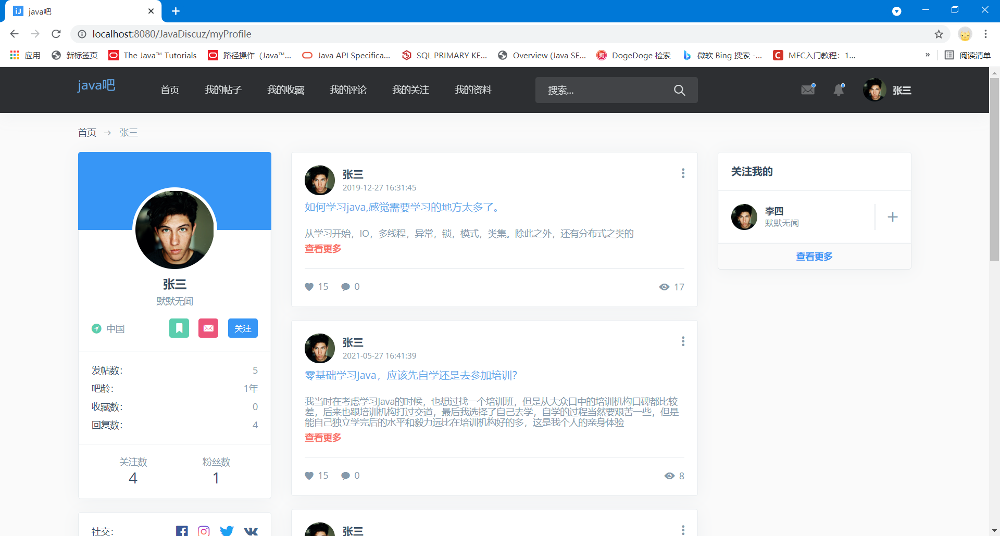 java吧
localhost:8080/JavaDiscuz/myProfile
应用 新标签页 The Java™ Tutorials 路径操作（Java™... Java API Specifica... SQL PRIMARY KE... Overview (Java SE... DogeDoge 检索 微软 Bing 搜索 -... MFC入门教程：1... » 阅读清单
java吧 首页 我的帖子 我的收藏 我的评论 我的关注 我的资料 搜索... 张三
首页 → 张三
张三
默默无闻
中国 关注
发帖数： 5
吧龄： 1年
收藏数： 0
回复数： 4
关注数 粉丝数
4 1
社交：
张三
2019-12-27 16:31:45
如何学习java,感觉需要学习的地方太多了。
从学习开始，IO，多线程，异常，锁，模式，类集。除此之外，还有分布式之类的
查看更多
15 0 17
张三
2021-05-27 16:41:39
零基础学习Java，应该先自学还是去参加培训？
我当时在考虑学习Java的时候，也想过找一个培训班，但是从大众口中的培训机构口碑都比较
差，后来也跟培训机构打过交道，最后我选择了自己去学，自学的过程当然要艰苦一些，但是
能自己独立学完后的水平和毅力远比在培训机构好的多，这是我个人的亲身体验
查看更多
15 0 8
张三
关注我的
李四
默默无闻
查看更多